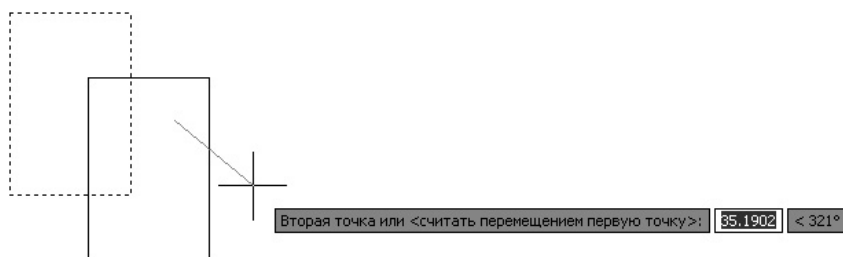 Вторая точка или <считать перемещением первую точку>: 35.1902 < 321°